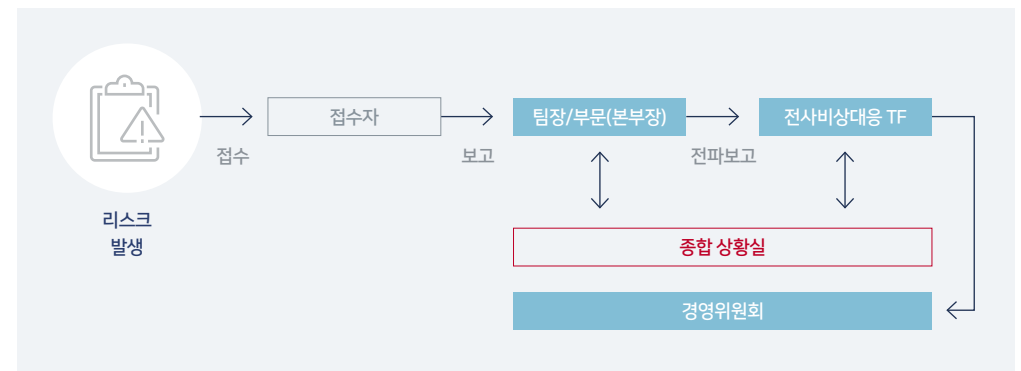 리스크
발생
접수
접수자
보고
팀장/부문(본부장)
전파보고
전사비상대응 TF
종합 상황실
경영위원회